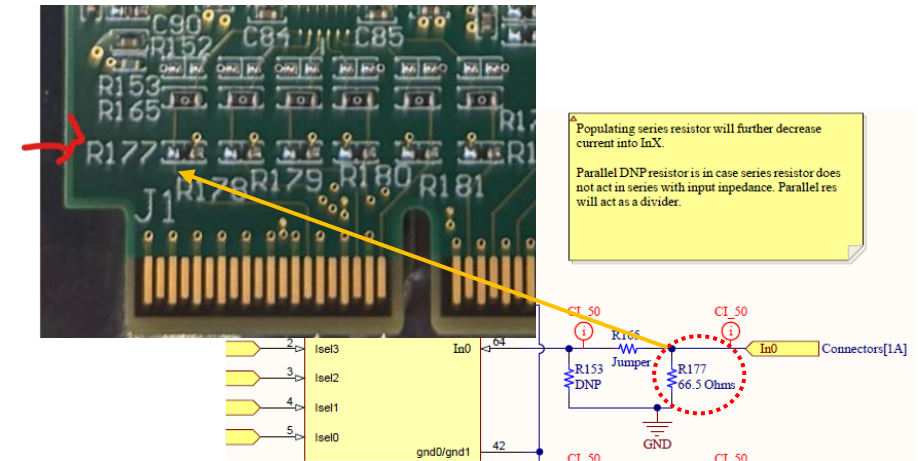 C90
R152
C84
C85
R153
R165
R17
R177
R178
R179
R180
R181
R1
J1
Populating series resistor will further decrease
current into InX.
Parallel DNP resistor is in case series resistor does
not act in series with input inpedance. Parallel res
will act as a divider.
CI_50
CI_50
i
i
R165
2
Isel3
In0
64
Jumper
In0
Connectors[1A]
3
Isel2
R153
DNP
R177
66.5 Ohms
4
Isel1
5
Isel0
GND
gnd0/gnd1
42
CI_50
CI_50